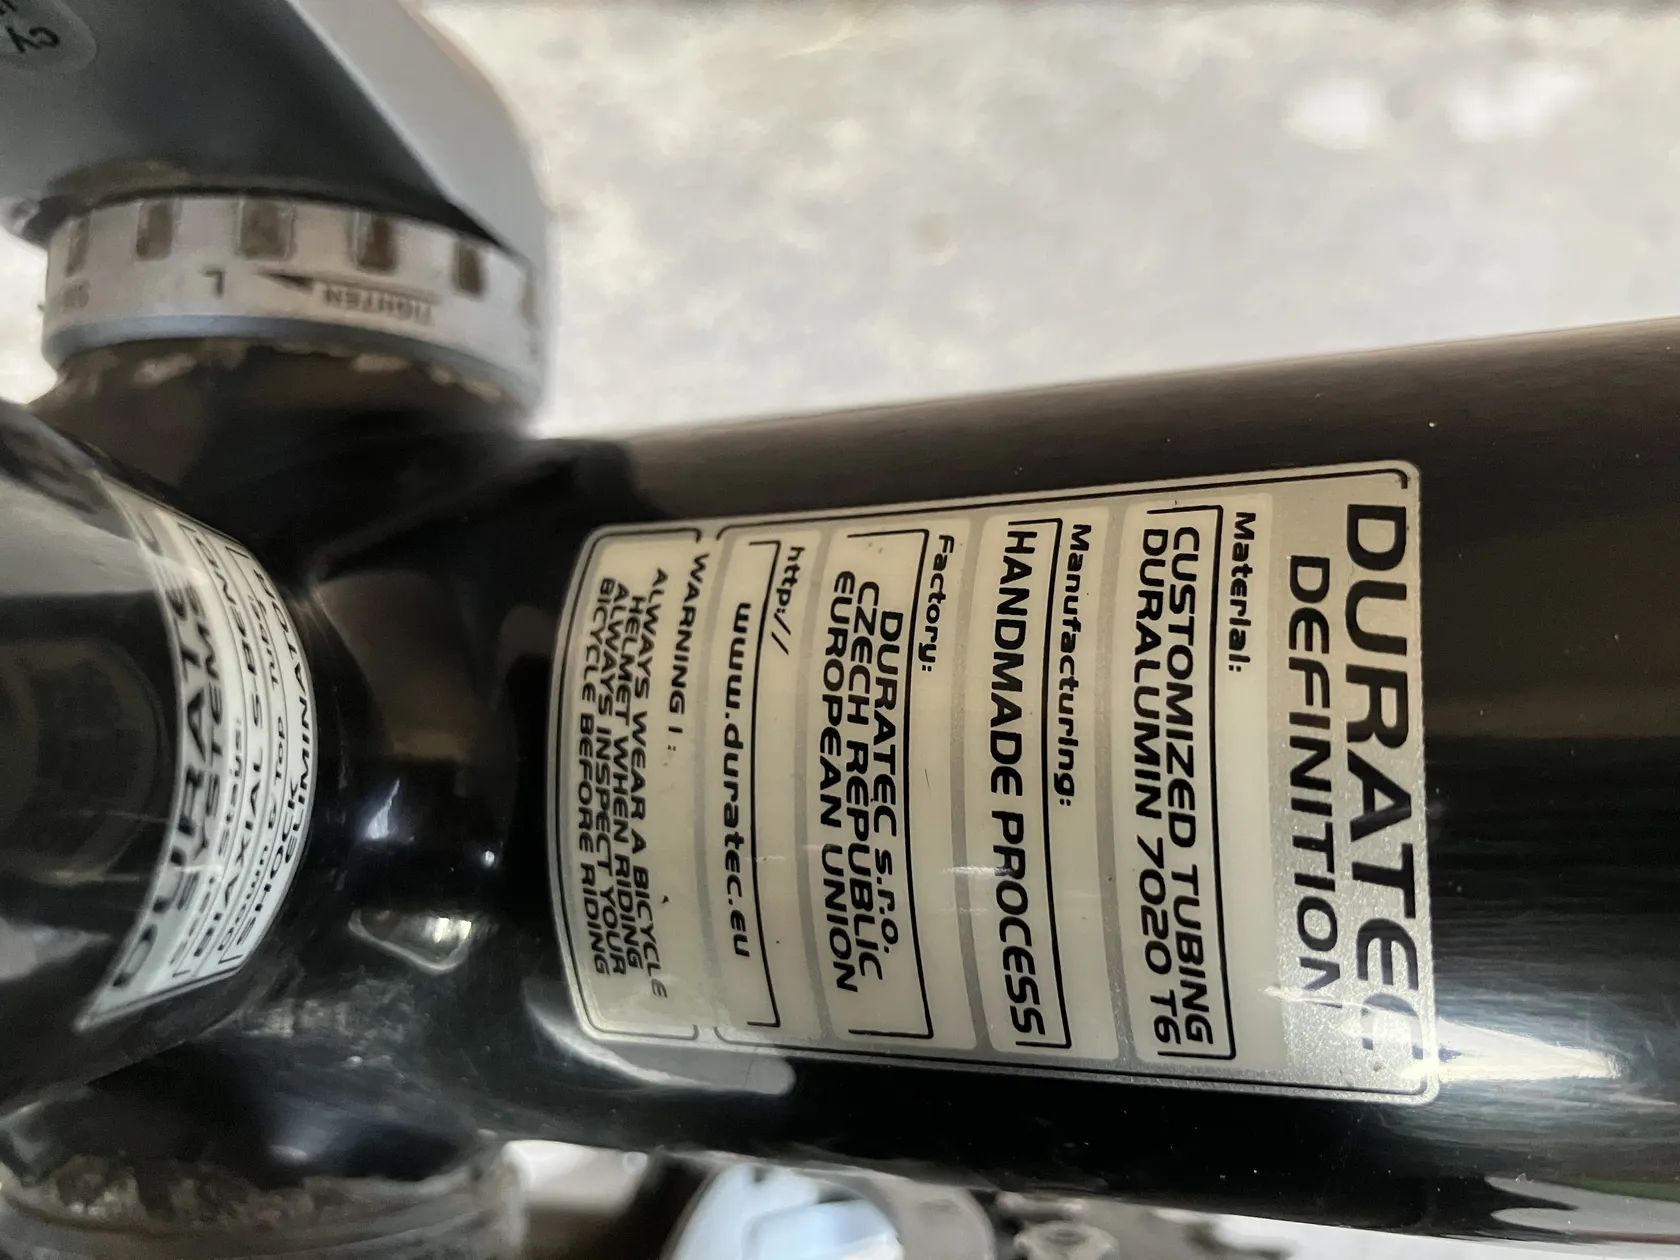 DURATEC
DEFINITION
Material:
CUSTOMIZED TUBING
DURALUMIN 7020 T6
Manufacturing:
HANDMADE PROCESS
Factory:
DURATEC s.r.o.
CZECH REPUBLIC
EUROPEAN UNION
http://
www.duratec.eu
WARNING ! :
ALWAYS WEAR A BICYCLE
HELMET WHEN RIDING
ALWAYS INSPECT YOUR
BICYCLE BEFORE RIDING
TIGHTEN
L